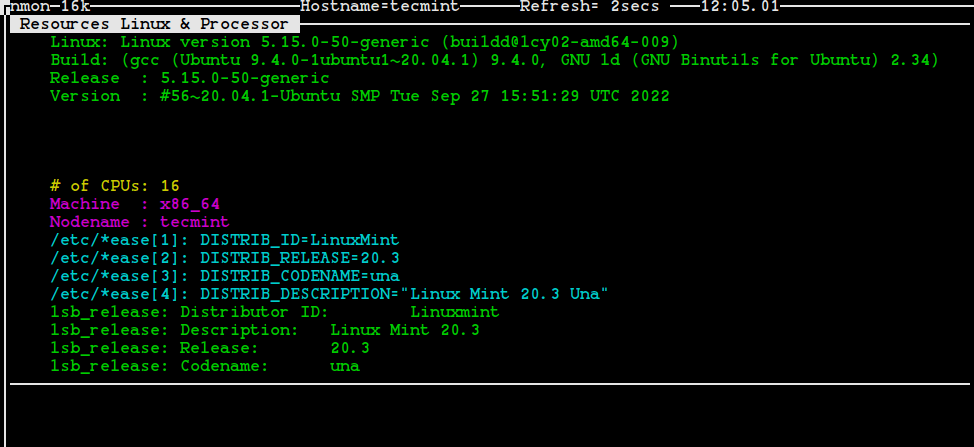 nmon-16k Hostname=tecmint Refresh= 2secs 12:05.01
Resources Linux & Processor
Linux: Linux version 5.15.0-50-generic (buildd@lcy02-amd64-009)
Build: (gcc (Ubuntu 9.4.0-1ubuntu1~20.04.1) 9.4.0, GNU ld (GNU Binutils for Ubuntu) 2.34)
Release  : 5.15.0-50-generic
Version  : #56~20.04.1-Ubuntu SMP Tue Sep 27 15:51:29 UTC 2022
# of CPUs: 16
Machine  : x86_64
Nodename : tecmint
/etc/*ease[1]: DISTRIB_ID=LinuxMint
/etc/*ease[2]: DISTRIB_RELEASE=20.3
/etc/*ease[3]: DISTRIB_CODENAME=una
/etc/*ease[4]: DISTRIB_DESCRIPTION="Linux Mint 20.3 Una"
lsb_release: Distributor ID:        Linuxmint
lsb_release: Description:   Linux Mint 20.3
lsb_release: Release:       20.3
lsb_release: Codename:      una